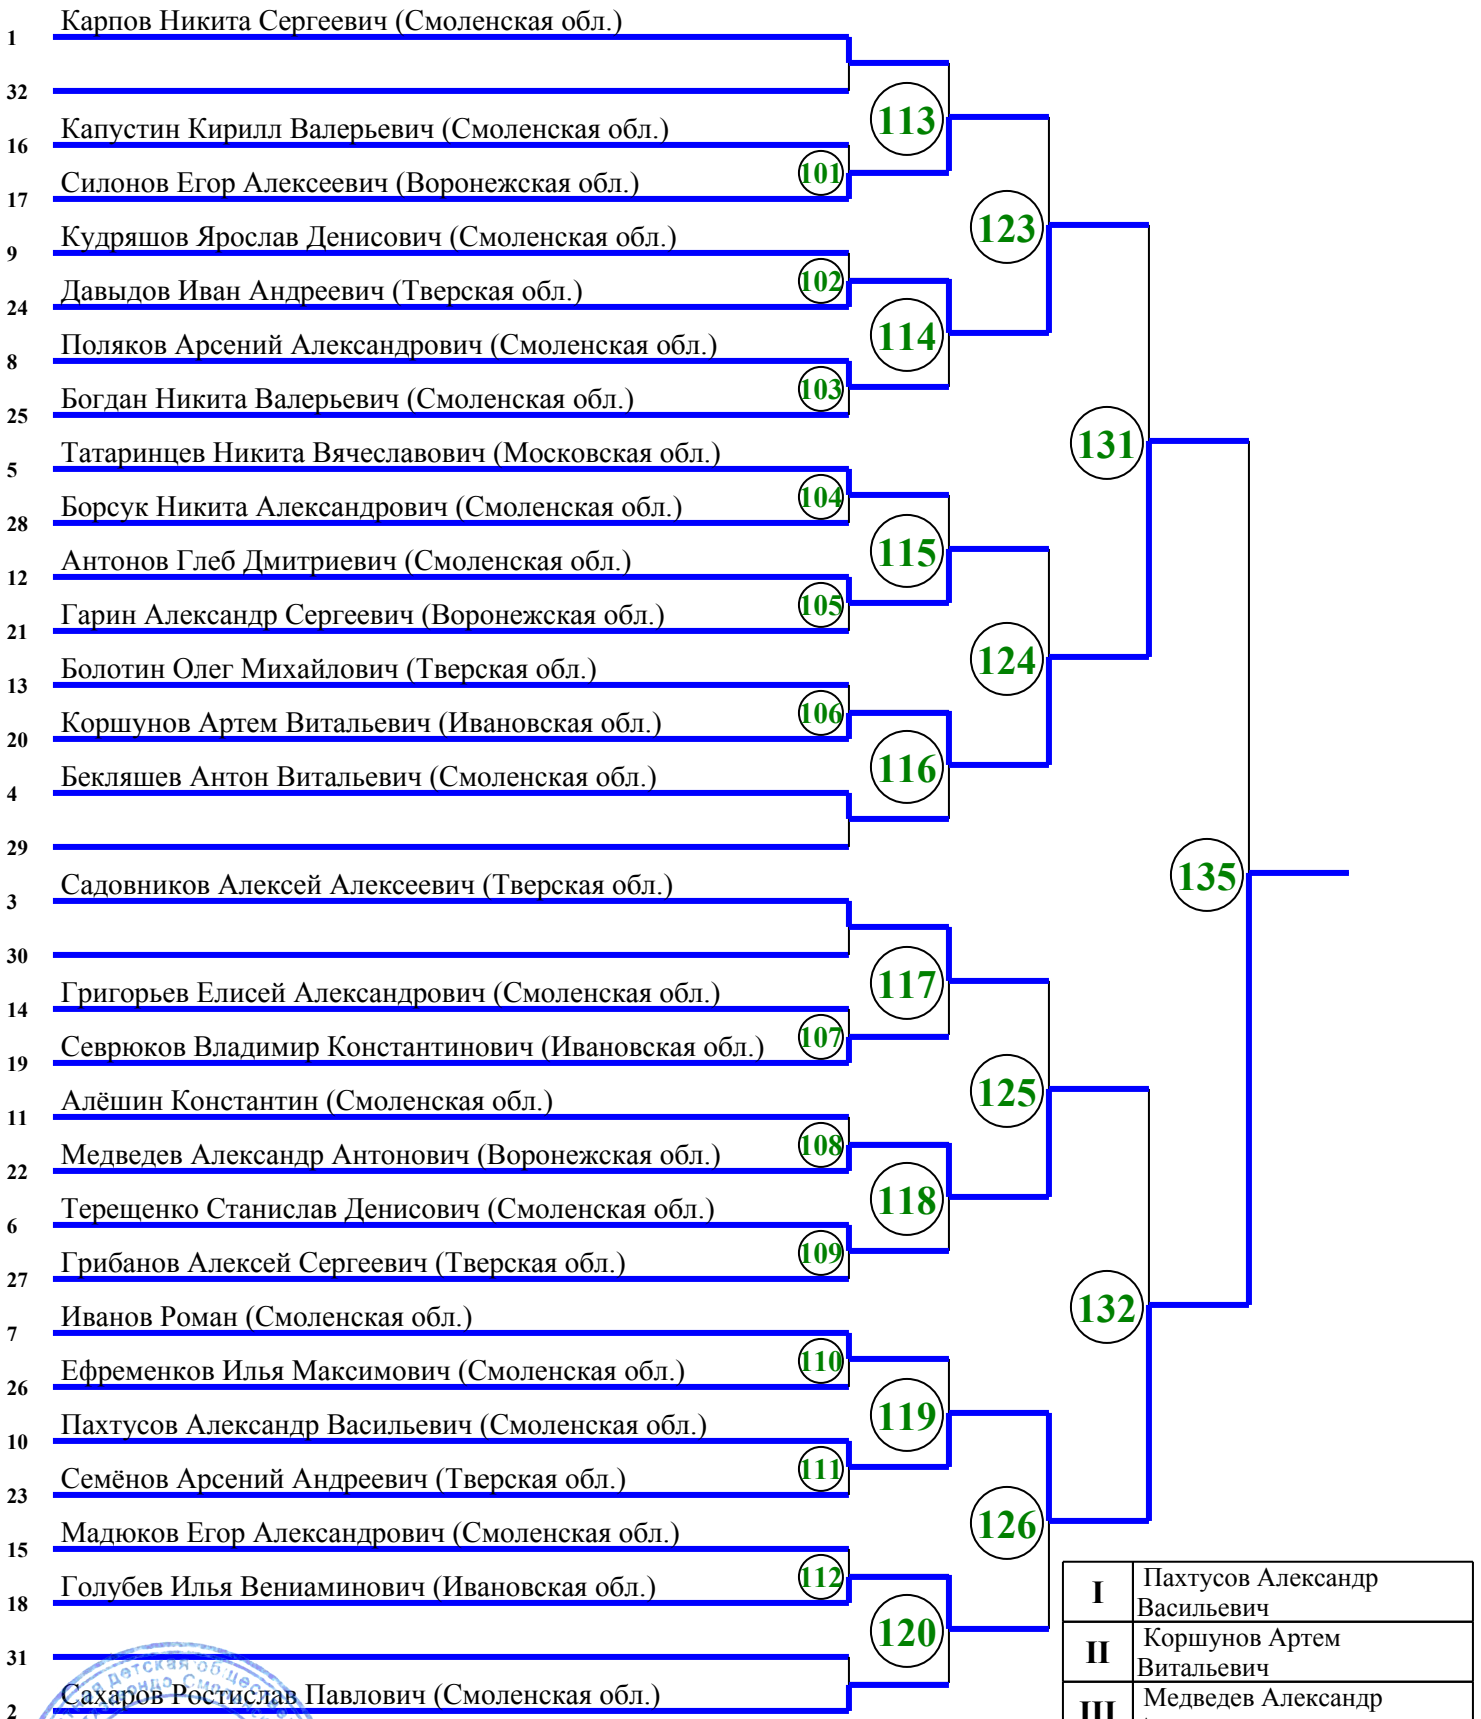 Карпов Никита Сергеевич (Смоленская обл.)
1
32
113
Капустин Кирилл Валерьевич (Смоленская обл.)
16
101
Силонов Егор Алексеевич (Воронежская обл.)
17
123
Кудряшов Ярослав Денисович (Смоленская обл.)
9
102
Давыдов Иван Андреевич (Тверская обл.)
24
114
Поляков Арсений Александрович (Смоленская обл.)
8
103
Богдан Никита Валерьевич (Смоленская обл.)
25
131
Татаринцев Никита Вячеславович (Московская обл.)
5
104
Борсук Никита Александрович (Смоленская обл.)
28
115
Антонов Глеб Дмитриевич (Смоленская обл.)
12
105
Гарин Александр Сергеевич (Воронежская обл.)
21
124
Болотин Олег Михайлович (Тверская обл.)
13
106
Коршунов Артем Витальевич (Ивановская обл.)
20
116
Бекляшев Антон Витальевич (Смоленская обл.)
4
29
135
Садовников Алексей Алексеевич (Тверская обл.)
3
30
117
Григорьев Елисей Александрович (Смоленская обл.)
14
107
Севрюков Владимир Константинович (Ивановская обл.)
19
125
Алёшин Константин (Смоленская обл.)
11
108
Медведев Александр Антонович (Воронежская обл.)
22
118
Терещенко Станислав Денисович (Смоленская обл.)
6
109
Грибанов Алексей Сергеевич (Тверская обл.)
27
132
Иванов Роман (Смоленская обл.)
7
110
Ефременков Илья Максимович (Смоленская обл.)
26
119
Пахтусов Александр Васильевич (Смоленская обл.)
10
111
Семёнов Арсений Андреевич (Тверская обл.)
23
126
Мадюков Егор Александрович (Смоленская обл.)
15
112
Голубев Илья Вениаминович (Ивановская обл.)
18
120
31
Сахаров Ростислав Павлович (Смоленская обл.)
2
I Пахтусов Александр
Васильевич
II Коршунов Артем
Витальевич
III Медведев Александр
детская